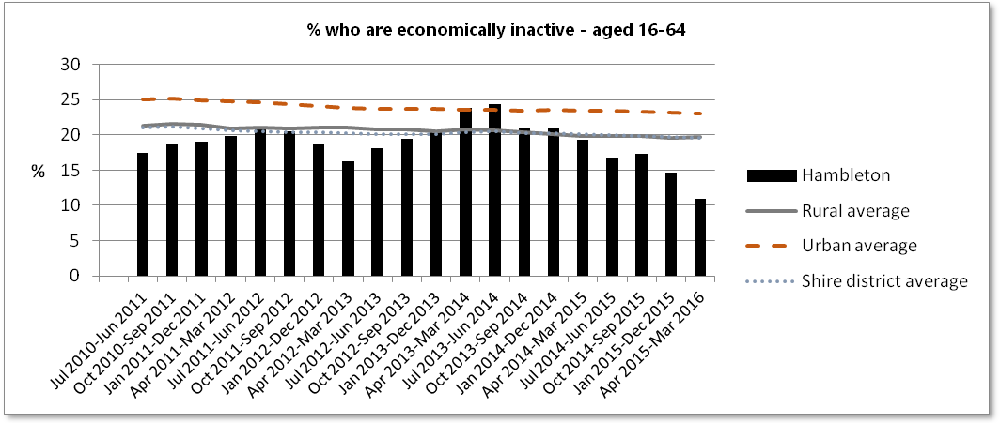 % who are economically inactive - aged 16-64
30
25
20
15
10
5
0
%
Jul 2010-Jun 2011
Oct 2010-Sep 2011
Jan 2011-Dec 2011
Apr 2011-Mar 2012
Jul 2011-Jun 2012
Oct 2011-Sep 2012
Jan 2012-Dec 2012
Apr 2012-Mar 2013
Jul 2012-Jun 2013
Oct 2012-Sep 2013
Jan 2013-Dec 2013
Apr 2013-Mar 2014
Jul 2013-Jun 2014
Oct 2013-Sep 2014
Jan 2014-Dec 2014
Apr 2014-Mar 2015
Jul 2014-Jun 2015
Oct 2014-Sep 2015
Jan 2015-Dec 2015
Apr 2015-Mar 2016
Hambleton
Rural average
Urban average
Shire district average